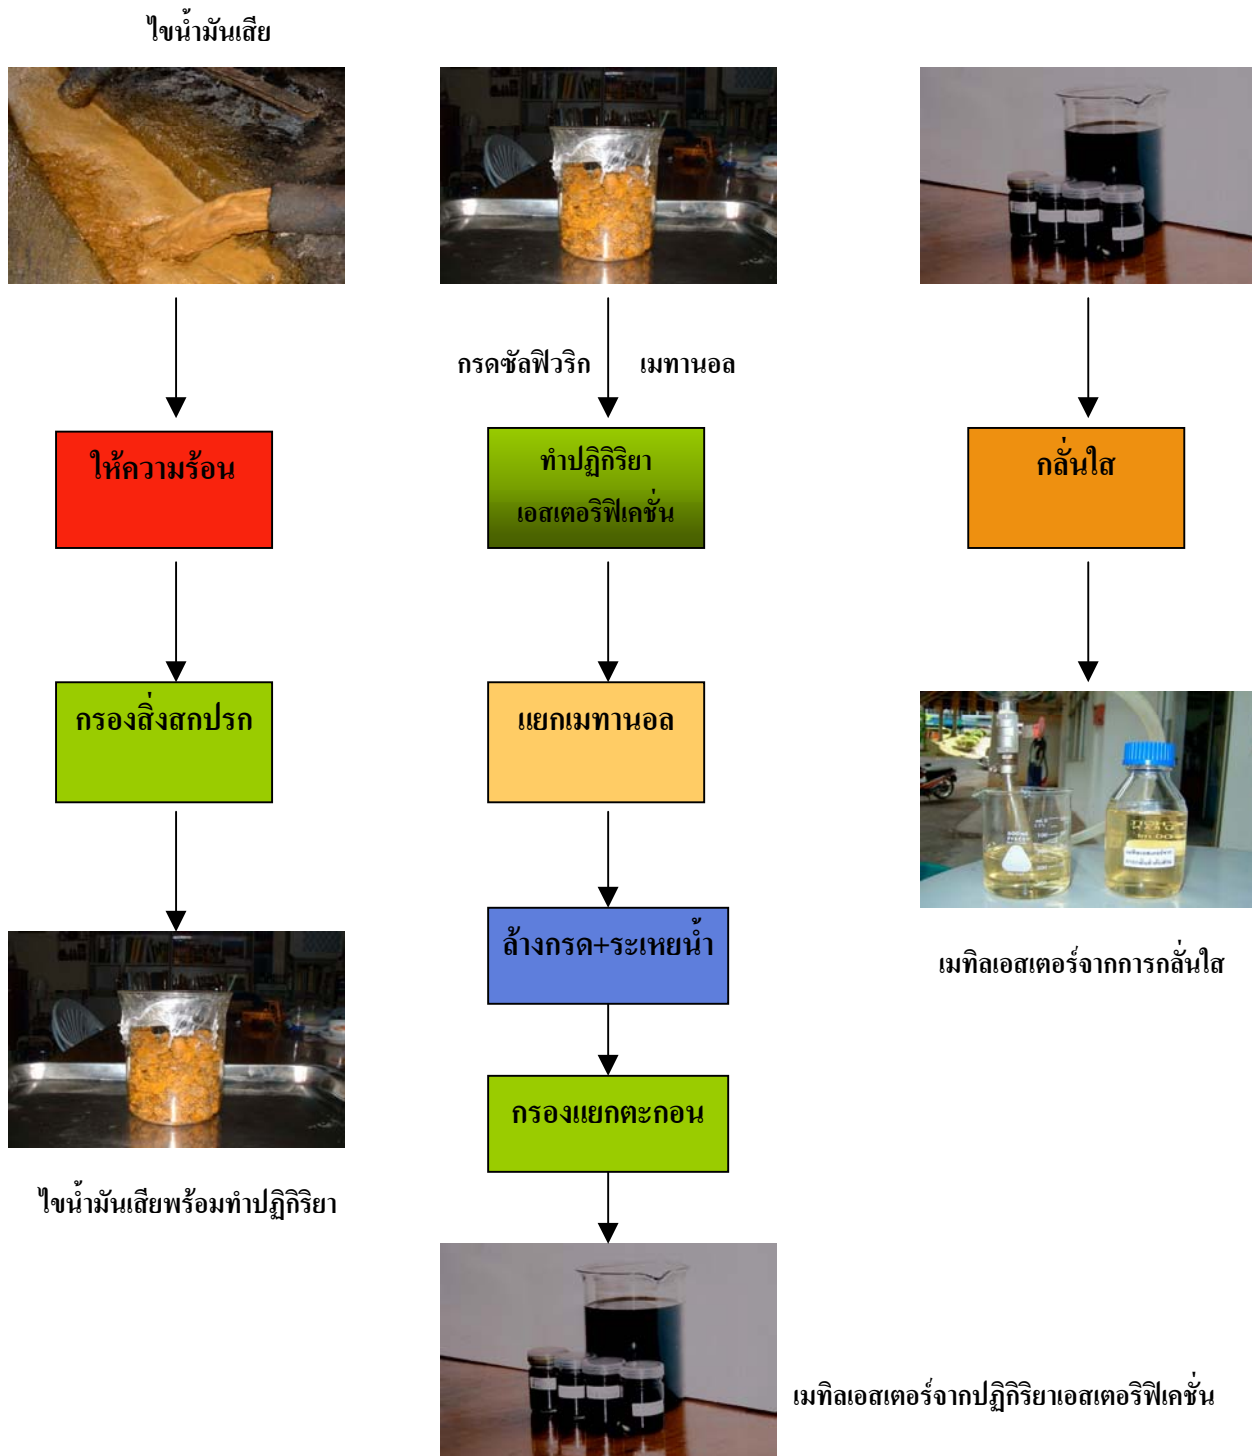 ไขน้ำมันเสีย
ให้ความร้อน
กรองสิ่งสกปรก
ไขน้ำมันเสียพร้อมทำปฏิกิริยา
กรดซัลฟิวริก
เมทานอล
ทำปฏิกิริยา
เอสเตอริฟิเคชั่น
แยกเมทานอล
ล้างกรด+ระเหยน้ำ
กรองแยกตะกอน
เมทิลเอสเตอร์จากปฏิกิริยาเอสเตอริฟิเคชั่น
กลั่นใส
เมทิลเอสเตอร์จากการกลั่นใส